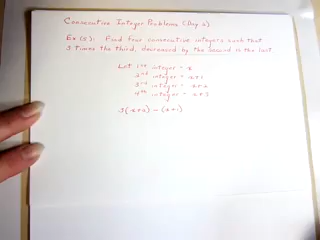 Consecutive Integer Problems (Day 2)
Ex (3): Find four consecutive integers such that
3 times the third, decreased by the second is the last.
Let 1st integer = x
2nd integer = x+1
3rd integer = x+2
4th integer = x+3
3(x+2) - (x+1)